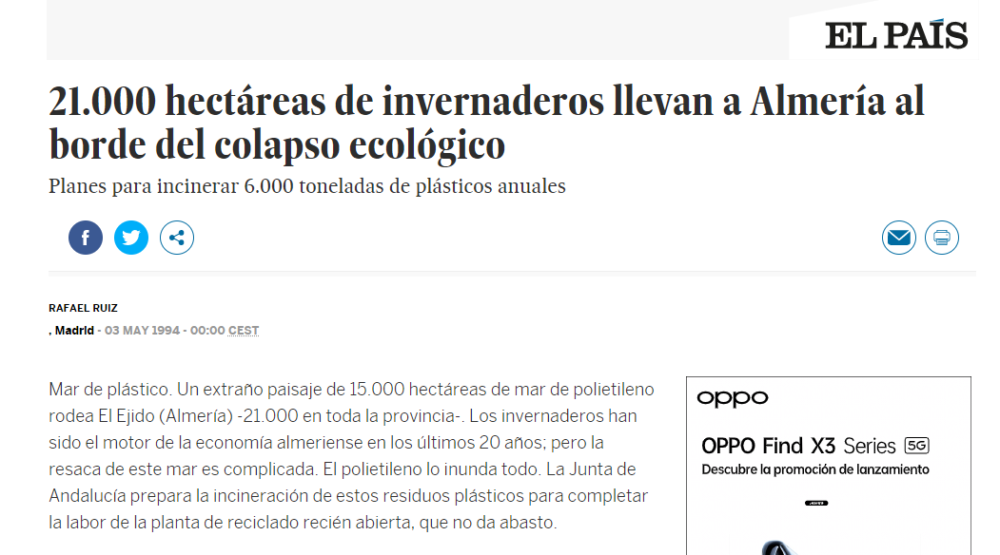 EL PAÍS
21.000 hectáreas de invernaderos llevan a Almería al
borde del colapso ecológico
Planes para incinerar 6.000 toneladas de plásticos anuales
RAFAEL RUIZ
, Madrid - 03 MAY 1994 - 00:00 CEST
Mar de plástico. Un extraño paisaje de 15.000 hectáreas de mar de polietileno
rodea El Ejido (Almería) -21.000 en toda la provincia-. Los invernaderos han
sido el motor de la economía almeriense en los últimos 20 años; pero la
resaca de este mar es complicada. El polietileno lo inunda todo. La Junta de
Andalucía prepara la incineración de estos residuos plásticos para completar
la labor de la planta de reciclado recién abierta, que no da abasto.
oppo
OPPO Find X3 Series 5G
Descubre la promoción de lanzamiento